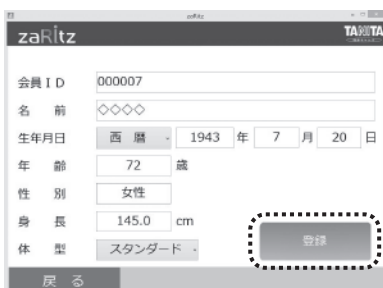 zaRitz
zaRitz
TANITA
会員ID 000007
名 前 ◇◇◇◇
生年月日 西 暦 1943 年 7 月 20 日
年 齢 72 歳
性 別 女性
身 長 145.0 cm
体 型 スタンダード
登録
戻 る